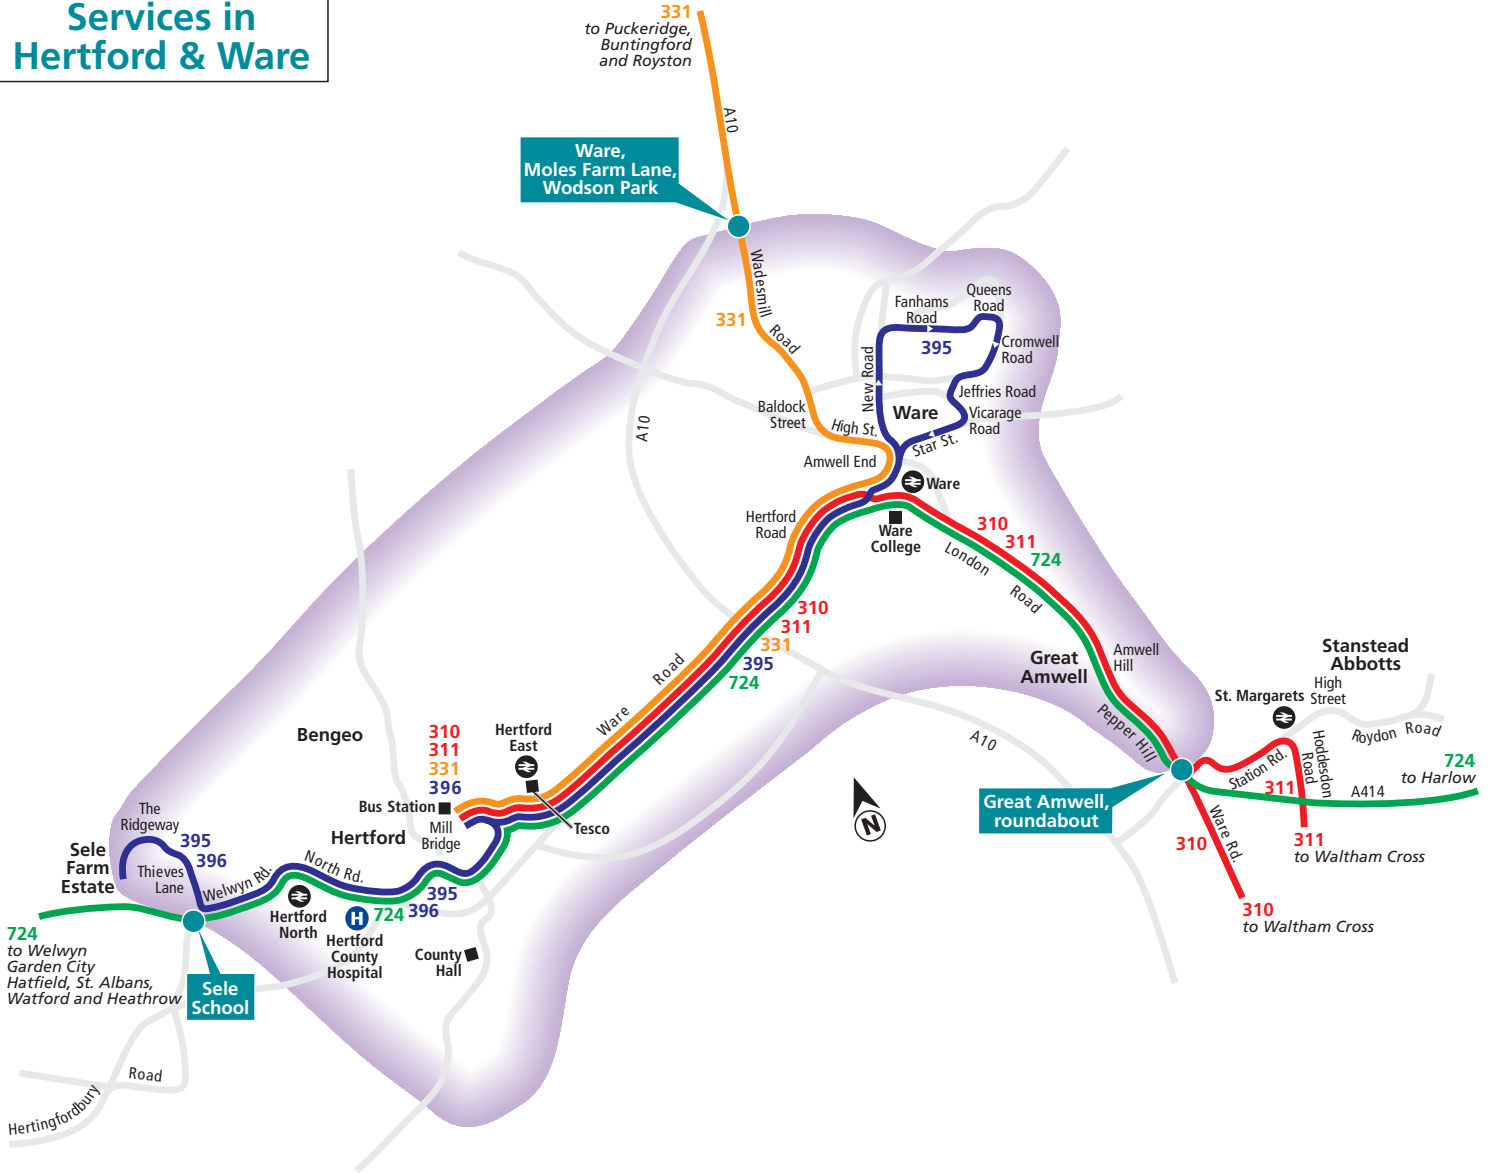 Services in
Hertford & Ware
331
to Puckeridge,
Buntingford
and Royston
A10
Ware,
Moles Farm Lane,
Wodson Park
Wadesmill Road
331
Queens
Road
Fanhams
Road
395
Cromwell
Road
New Road
Jeffries Road
Ware
Vicarage
Road
Star St.
Baldock
Street
High St.
A10
Amwell End
Ware
Hertford
Road
Ware
College
310
311
724
London Road
310
311
331
395
724
Ware Road
Great
Amwell
Amwell
Hill
Pepper Hill
Stanstead
Abbotts
High
Street
St. Margarets
Roydon Road
Hoddesdon
Road
Station Rd.
311
A414
724
to Harlow
A10
Great Amwell,
roundabout
310
Ware Rd.
311
to Waltham Cross
310
to Waltham Cross
N
Bengeo
310
311
331
396
Hertford
East
Bus Station
Hertford
Mill
Bridge
Tesco
The
Ridgeway
395
396
Sele
Farm
Estate
Thieves
Lane
Welwyn Rd.
North Rd.
395
396
724
Hertford
North
H
Hertford
County
Hospital
County
Hall
724
to Welwyn
Garden City
Hatfield, St. Albans,
Watford and Heathrow
Sele
School
Hertingfordbury Road